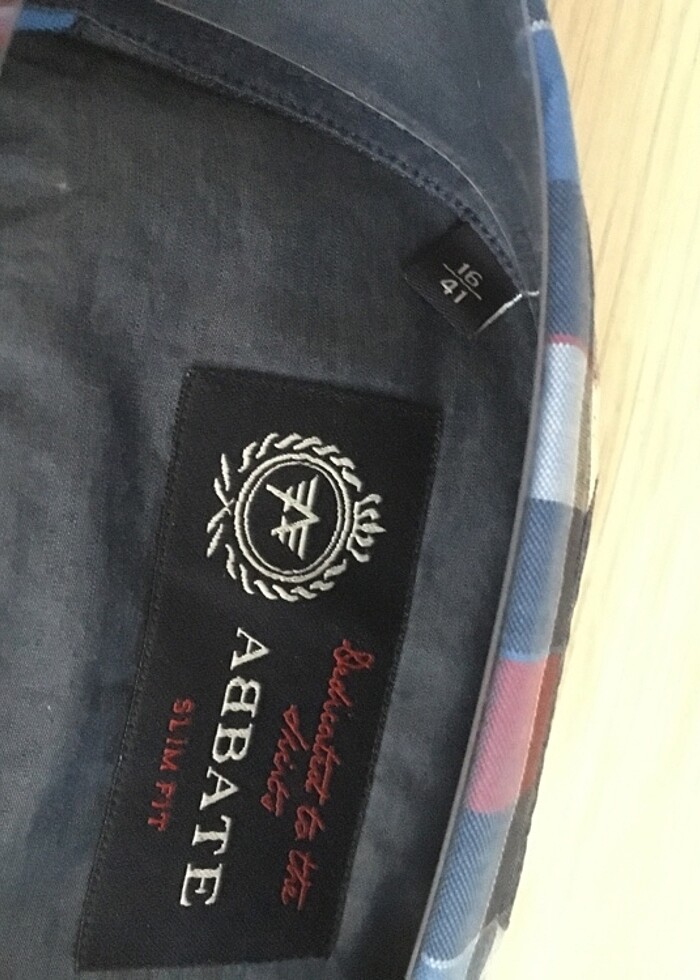 16
41
Dedicated to the
shirts
ABBATE
SLIM FIT